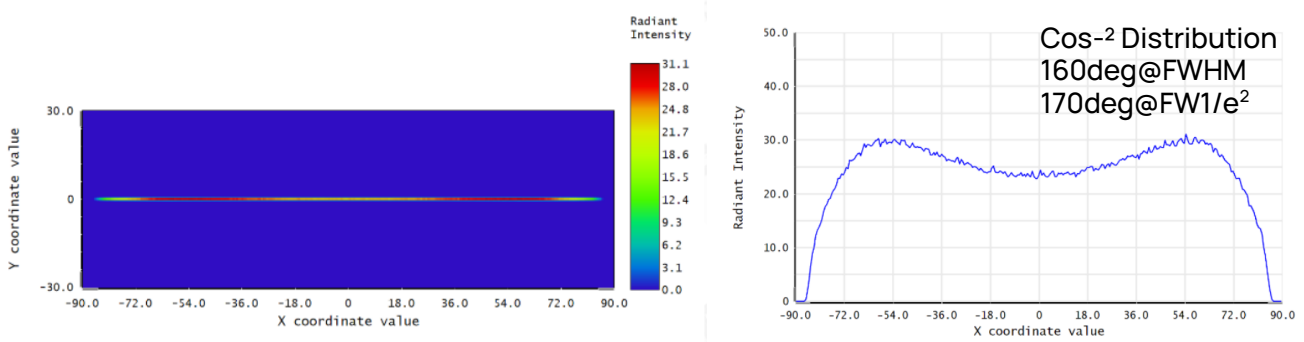 Radiant
Intensity
31.1
28.0
24.8
21.7
18.6
15.5
12.4
9.3
6.2
3.1
0.0
30.0
0
-30.0
Y coordinate value
-90.0 -72.0 -54.0 -36.0 -18.0 0 18.0 36.0 54.0 72.0 90.0
X coordinate value
Cos-² Distribution
160deg@FWHM
170deg@FW1/e²
50.0
40.0
30.0
20.0
10.0
0
Radiant Intensity
-90.0 -72.0 -54.0 -36.0 -18.0 0 18.0 36.0 54.0 72.0 90.0
X coordinate value